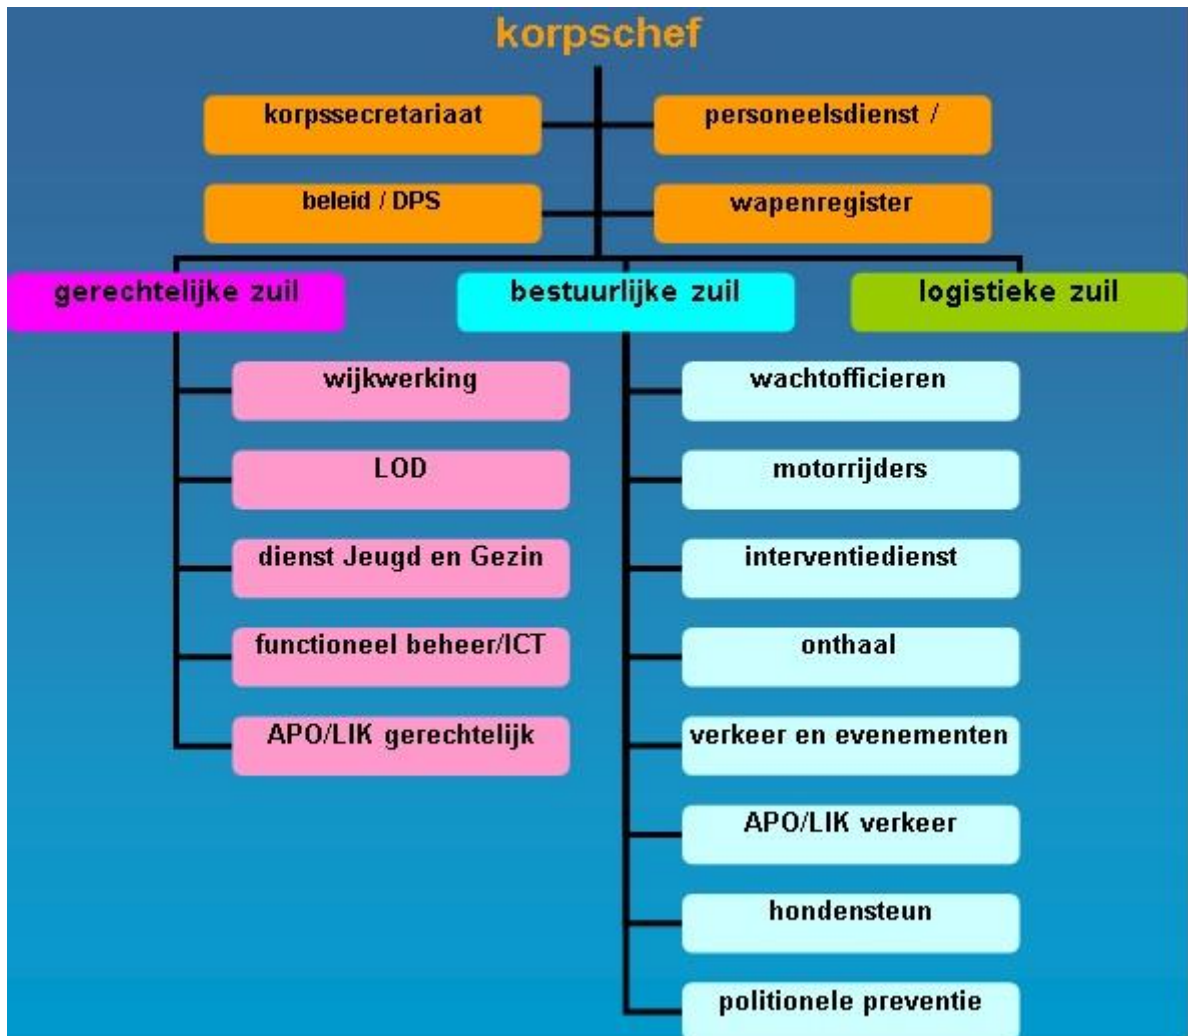 korpschef
korpssecretariaat
personeelsdienst /
beleid / DPS
wapenregister
gerechtelijke zuil
bestuurlijke zuil
logistieke zuil
wijkwerking
LOD
dienst Jeugd en Gezin
functioneel beheer/ICT
APO/LIK gerechtelijk
wachtofficieren
motorrijders
interventiedienst
onthaal
verkeer en evenementen
APO/LIK verkeer
hondensteun
politionele preventie